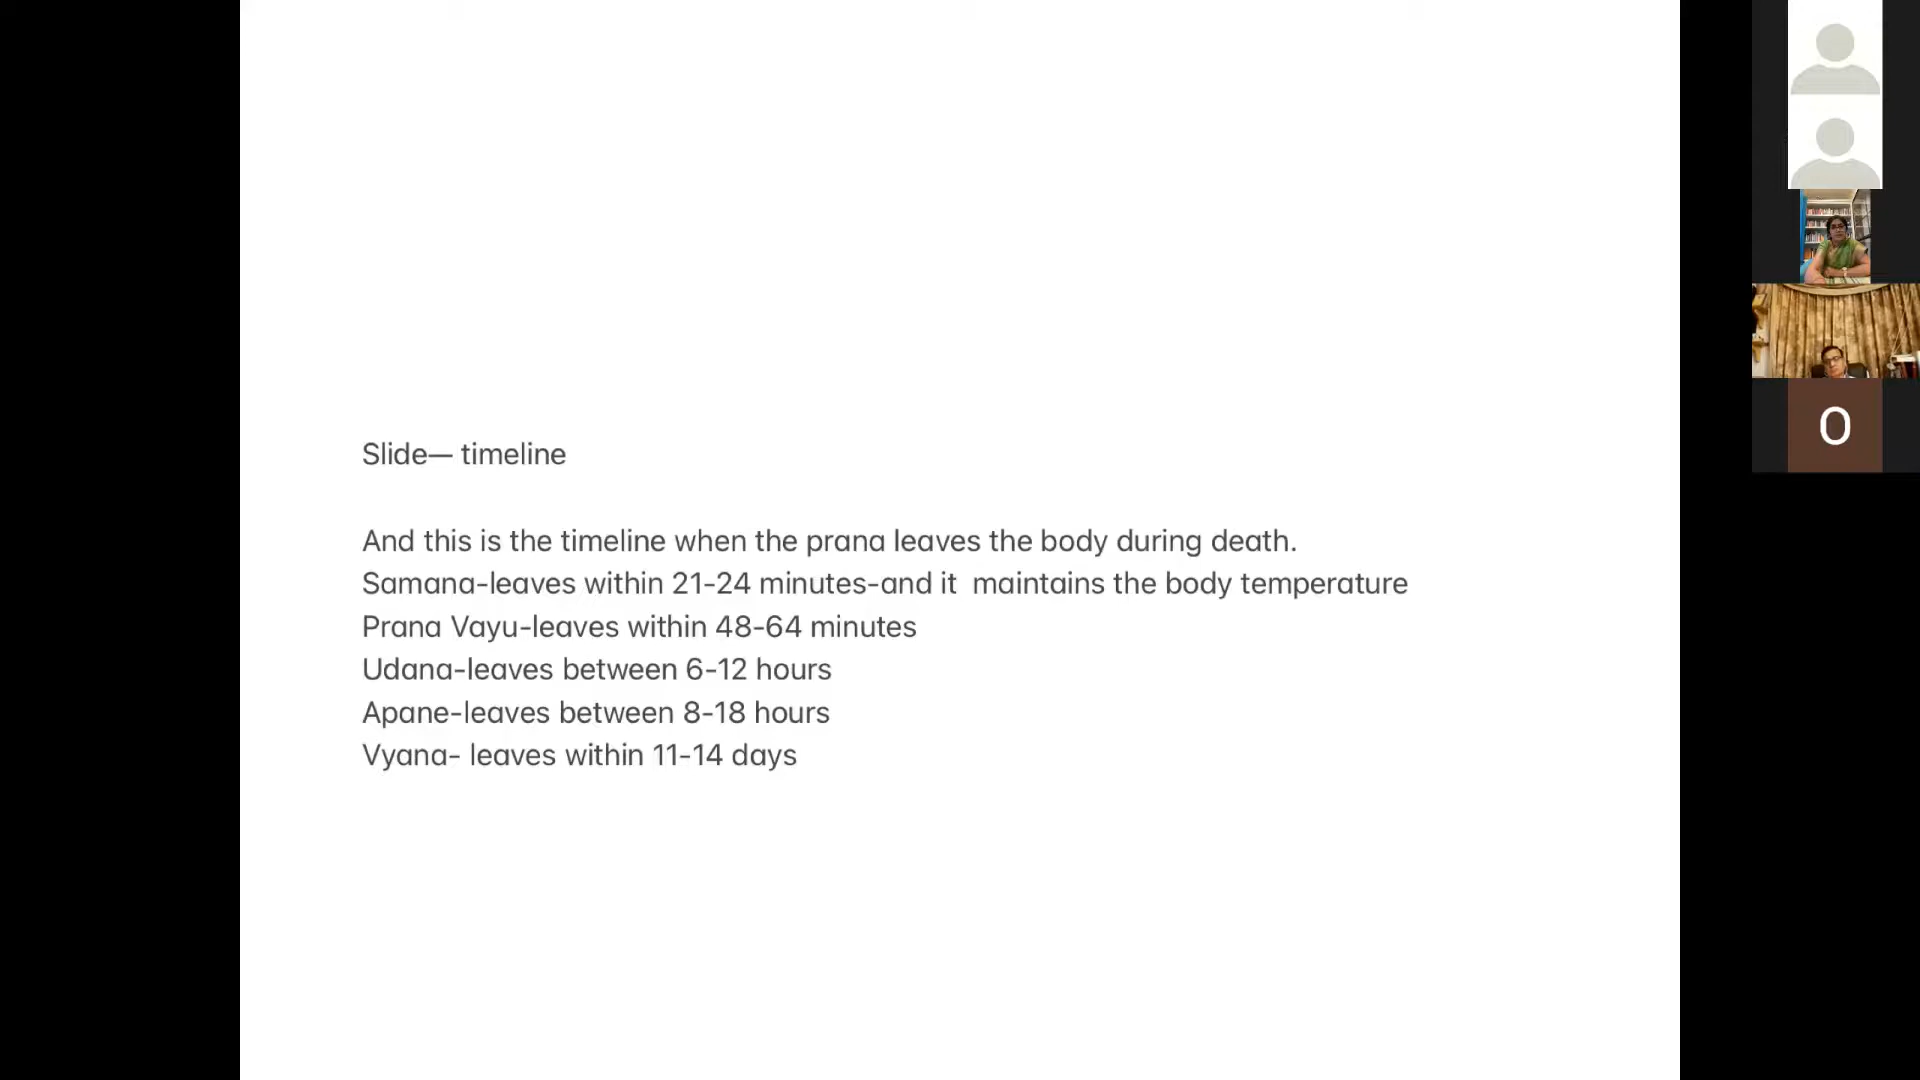 Slide— timeline
And this is the timeline when the prana leaves the body during death.
Samana-leaves within 21-24 minutes-and it  maintains the body temperature
Prana Vayu-leaves within 48-64 minutes
Udana-leaves between 6-12 hours
Apane-leaves between 8-18 hours
Vyana- leaves within 11-14 days
O